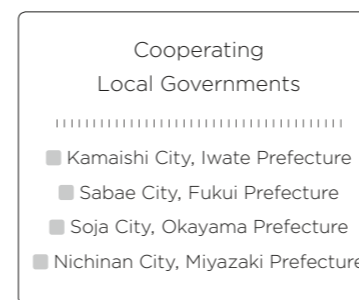 Cooperating
Local Governments
Kamaishi City, Iwate Prefecture
Sabae City, Fukui Prefecture
Soja City, Okayama Prefecture
Nichinan City, Miyazaki Prefecture